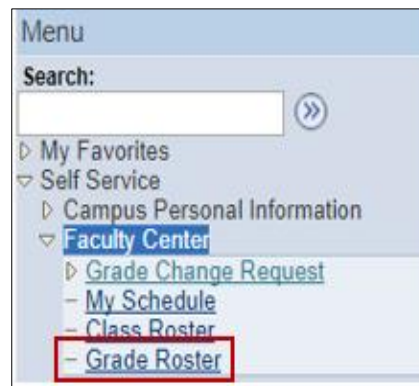 Menu
Search:
My Favorites
Self Service
Campus Personal Information
Faculty Center
Grade Change Request
My Schedule
Class Roster
Grade Roster